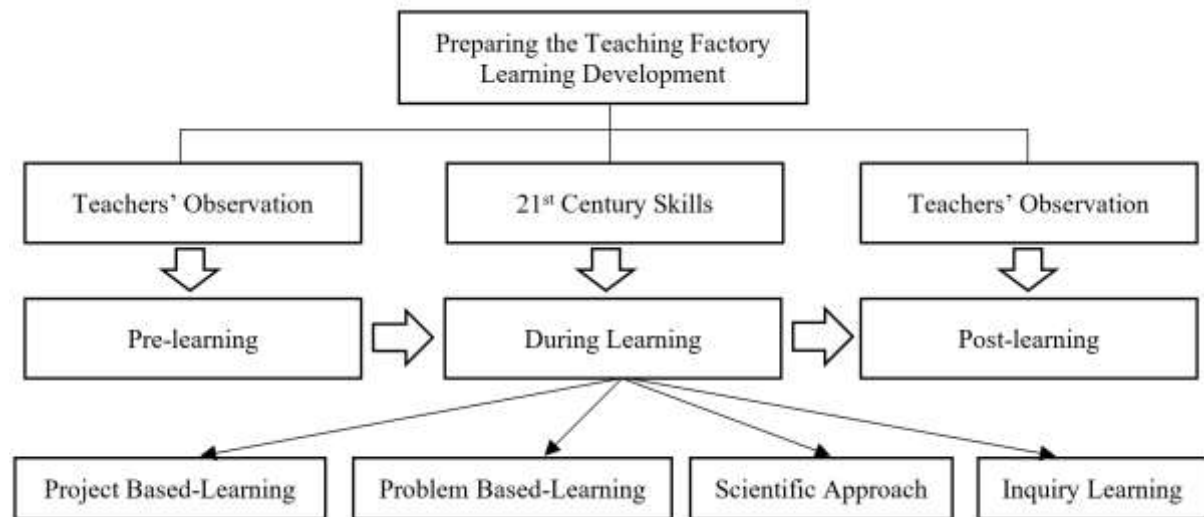 Preparing the Teaching Factory
Learning Development
Teachers’ Observation
21st Century Skills
Teachers’ Observation
Pre-learning
During Learning
Post-learning
Project Based-Learning
Problem Based-Learning
Scientific Approach
Inquiry Learning